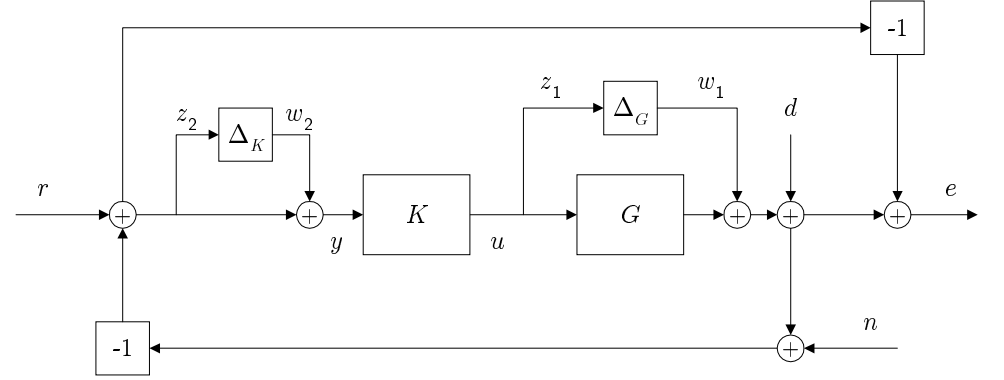 -1
z1 w1
d
z2 w2
ΔG
ΔK
r
e
+ + K G + + +
y u
n
-1 +